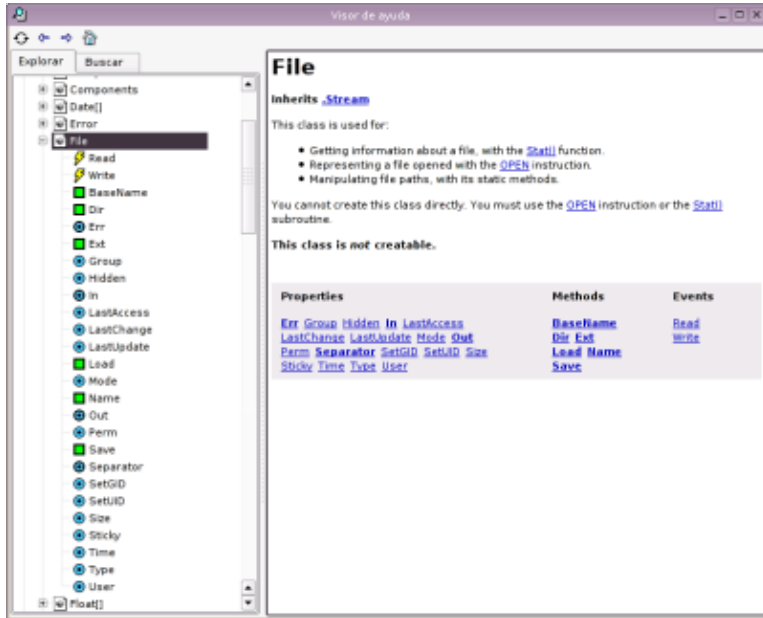 Visor de ayuda
Explorar Buscar
Components
Date[]
Error
File
Read
Write
BaseName
Dir
Err
Ext
Group
Hidden
In
LastAccess
LastChange
LastUpdate
Load
Mode
Name
Out
Perm
Save
Separator
SetGID
SetUID
Size
Sticky
Time
Type
User
Float[]
File
Inherits .Stream
This class is used for:
Getting information about a file, with the Stat() function.
Representing a file opened with the OPEN instruction.
Manipulating file paths, with its static methods.
You cannot create this class directly. You must use the OPEN instruction or the Stat()
subroutine.
This class is not creatable.
Properties Methods Events
Err Group Hidden In LastAccess BaseName Read
LastChange LastUpdate Mode Out Dir Ext Write
Perm Separator SetGID SetUID Size Load Name
Sticky Time Type User Save